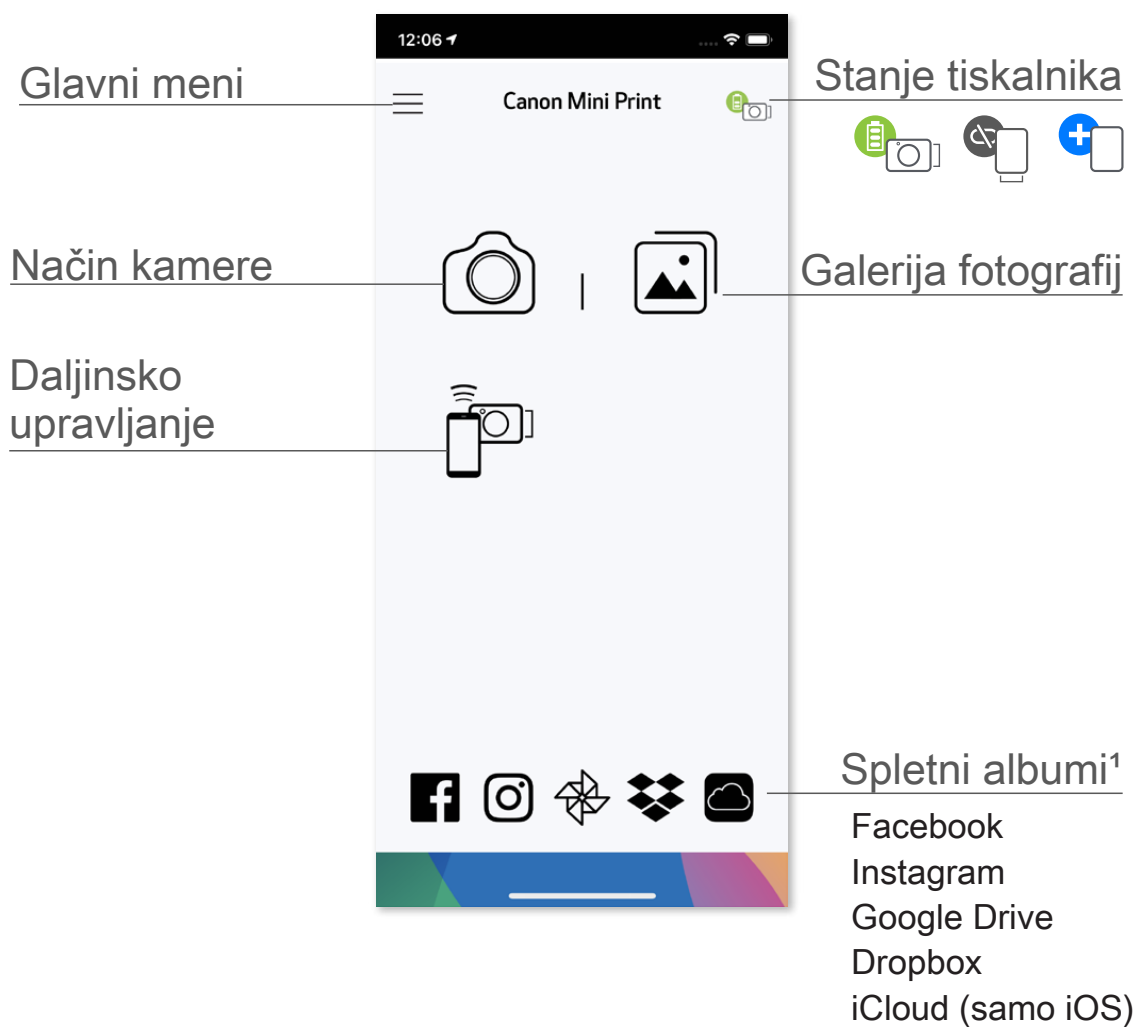 12:06
Glavni meni
Canon Mini Print
Stanje tiskalnika
Način kamere
Galerija fotografij
Daljinsko
upravljanje
Spletni albumi¹
Facebook
Instagram
Google Drive
Dropbox
iCloud (samo iOS)